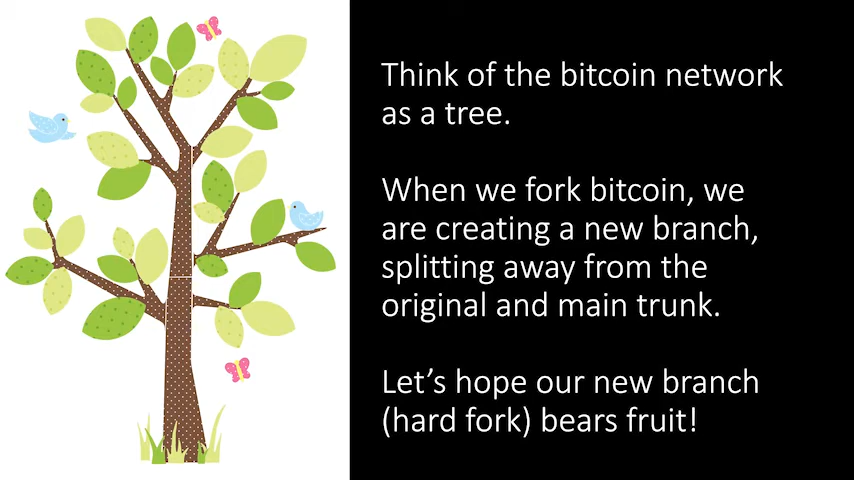 Think of the bitcoin network
as a tree.
When we fork bitcoin, we
are creating a new branch,
splitting away from the
original and main trunk.
Let’s hope our new branch
(hard fork) bears fruit!